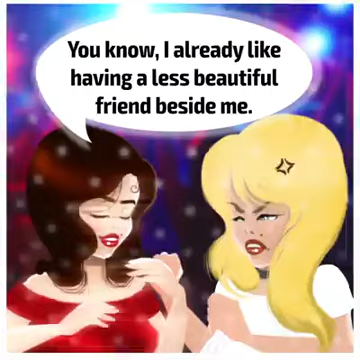 You know, I already like
having a less beautiful
friend beside me.